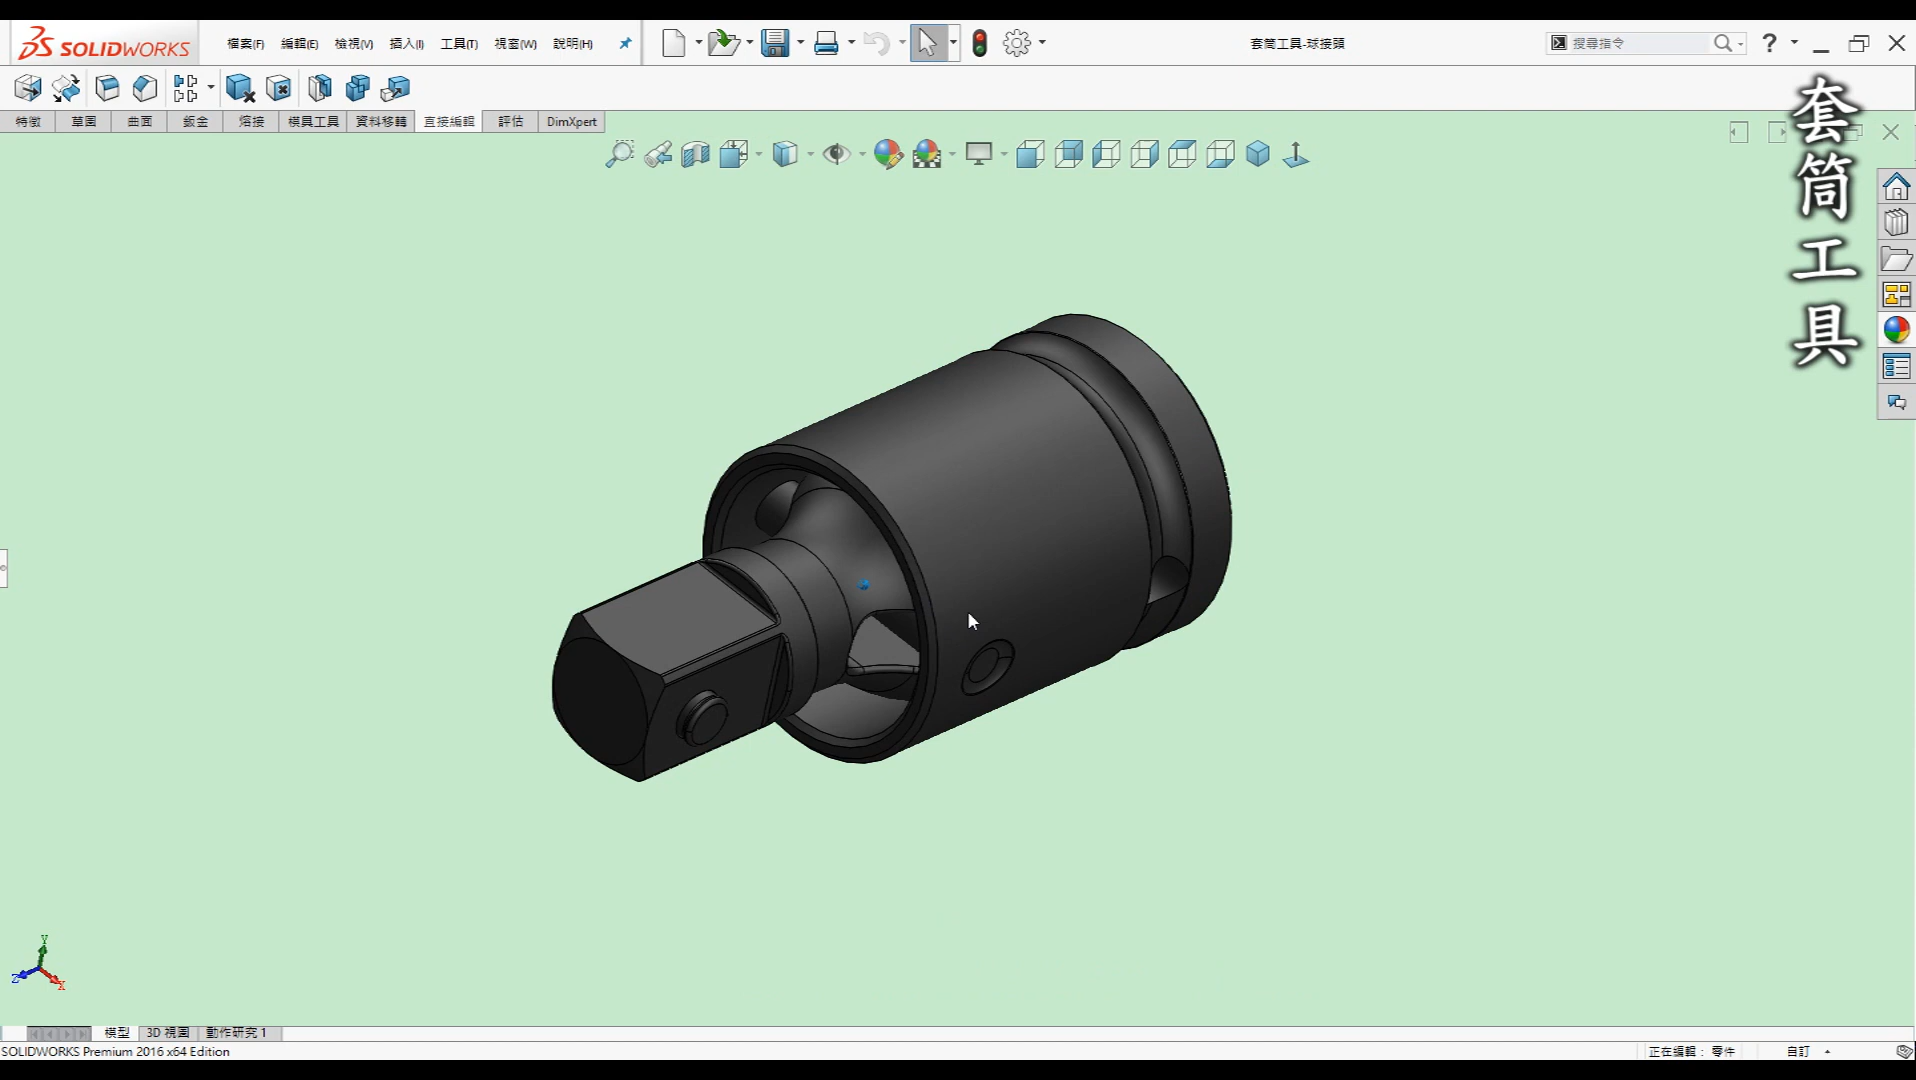 SOLIDWORKS
檔案(F) 編輯(E) 檢視(V) 插入(I) 工具(T) 視窗(W) 說明(H)
套筒工具-球接頭
搜尋指令
特徵 草圖 曲面 鈑金 熔接 模具工具 資料移轉 直接編輯 評估 DimXpert
套筒工具
Y
Z
X
模型 3D 視圖 動作研究 1
SOLIDWORKS Premium 2016 x64 Edition
正在編輯： 零件
自訂